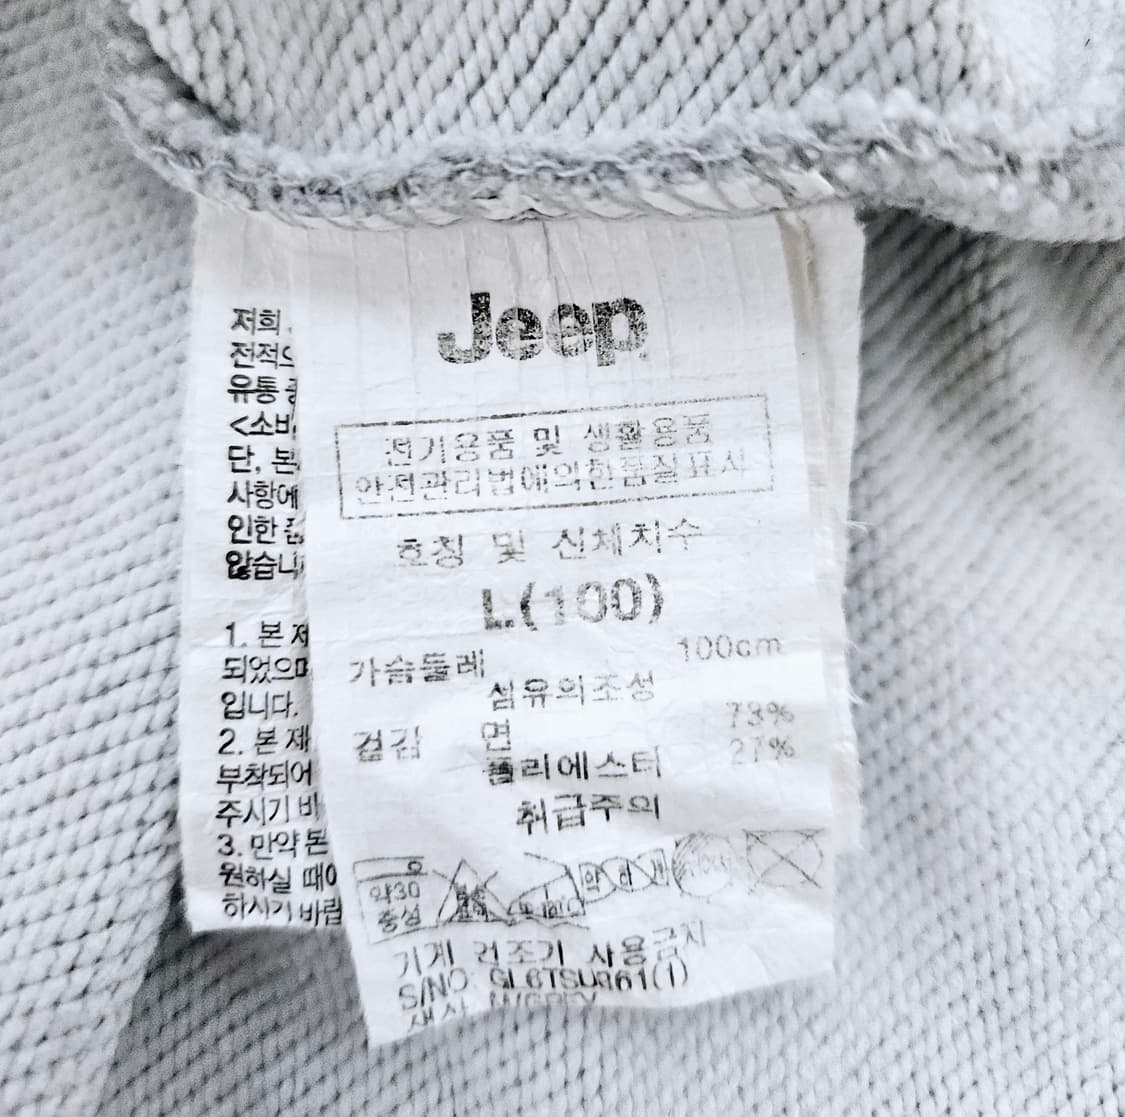 Jeep
전기용품 및 생활용품
안전관리법에의한품질표시
호칭 및 신체치수
L(100)
가슴둘레 100cm
섬유의조성
겉감 면 73%
폴리에스터 27%
취급주의
약30
중성
기계 건조기 사용금지
S/NO:
색상 M/GREY
저희
전적으
유통
<소비
단, 본
사항에
인한 품
않습니
1. 본 제
되었으며
입니다.
2. 본 제
부착되어
주시기 바
3. 만약 본
원하실 때에
하시기 바랍